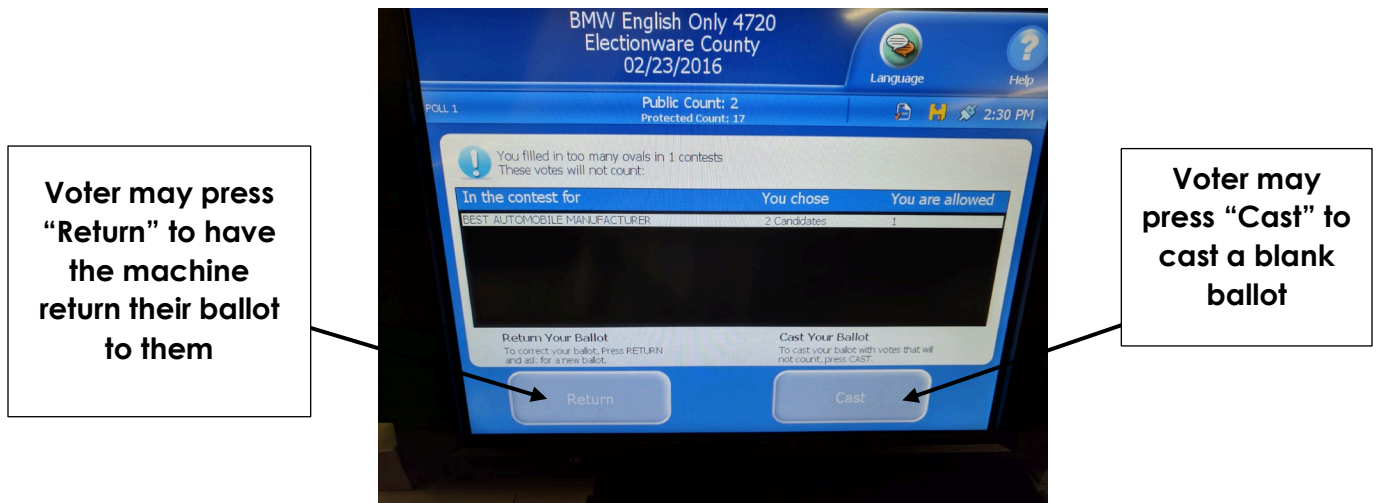 BMW English Only 4720
Electionware County
02/23/2016
Language
Help
POLL 1
Public Count: 2
Protected Count: 17
2:30 PM
You filled in too many ovals in 1 contests
These votes will not count:
In the contest for You chose You are allowed
BEST AUTOMOBILE MANUFACTURER 2 Candidates 1
Return Your Ballot
To correct your ballot, Press RETURN
and ask for a new ballot.
Cast Your Ballot
To cast your ballot with votes that will
not count, press CAST.
Return
Cast
Voter may press
“Return” to have
the machine
return their ballot
to them
Voter may
press “Cast” to
cast a blank
ballot